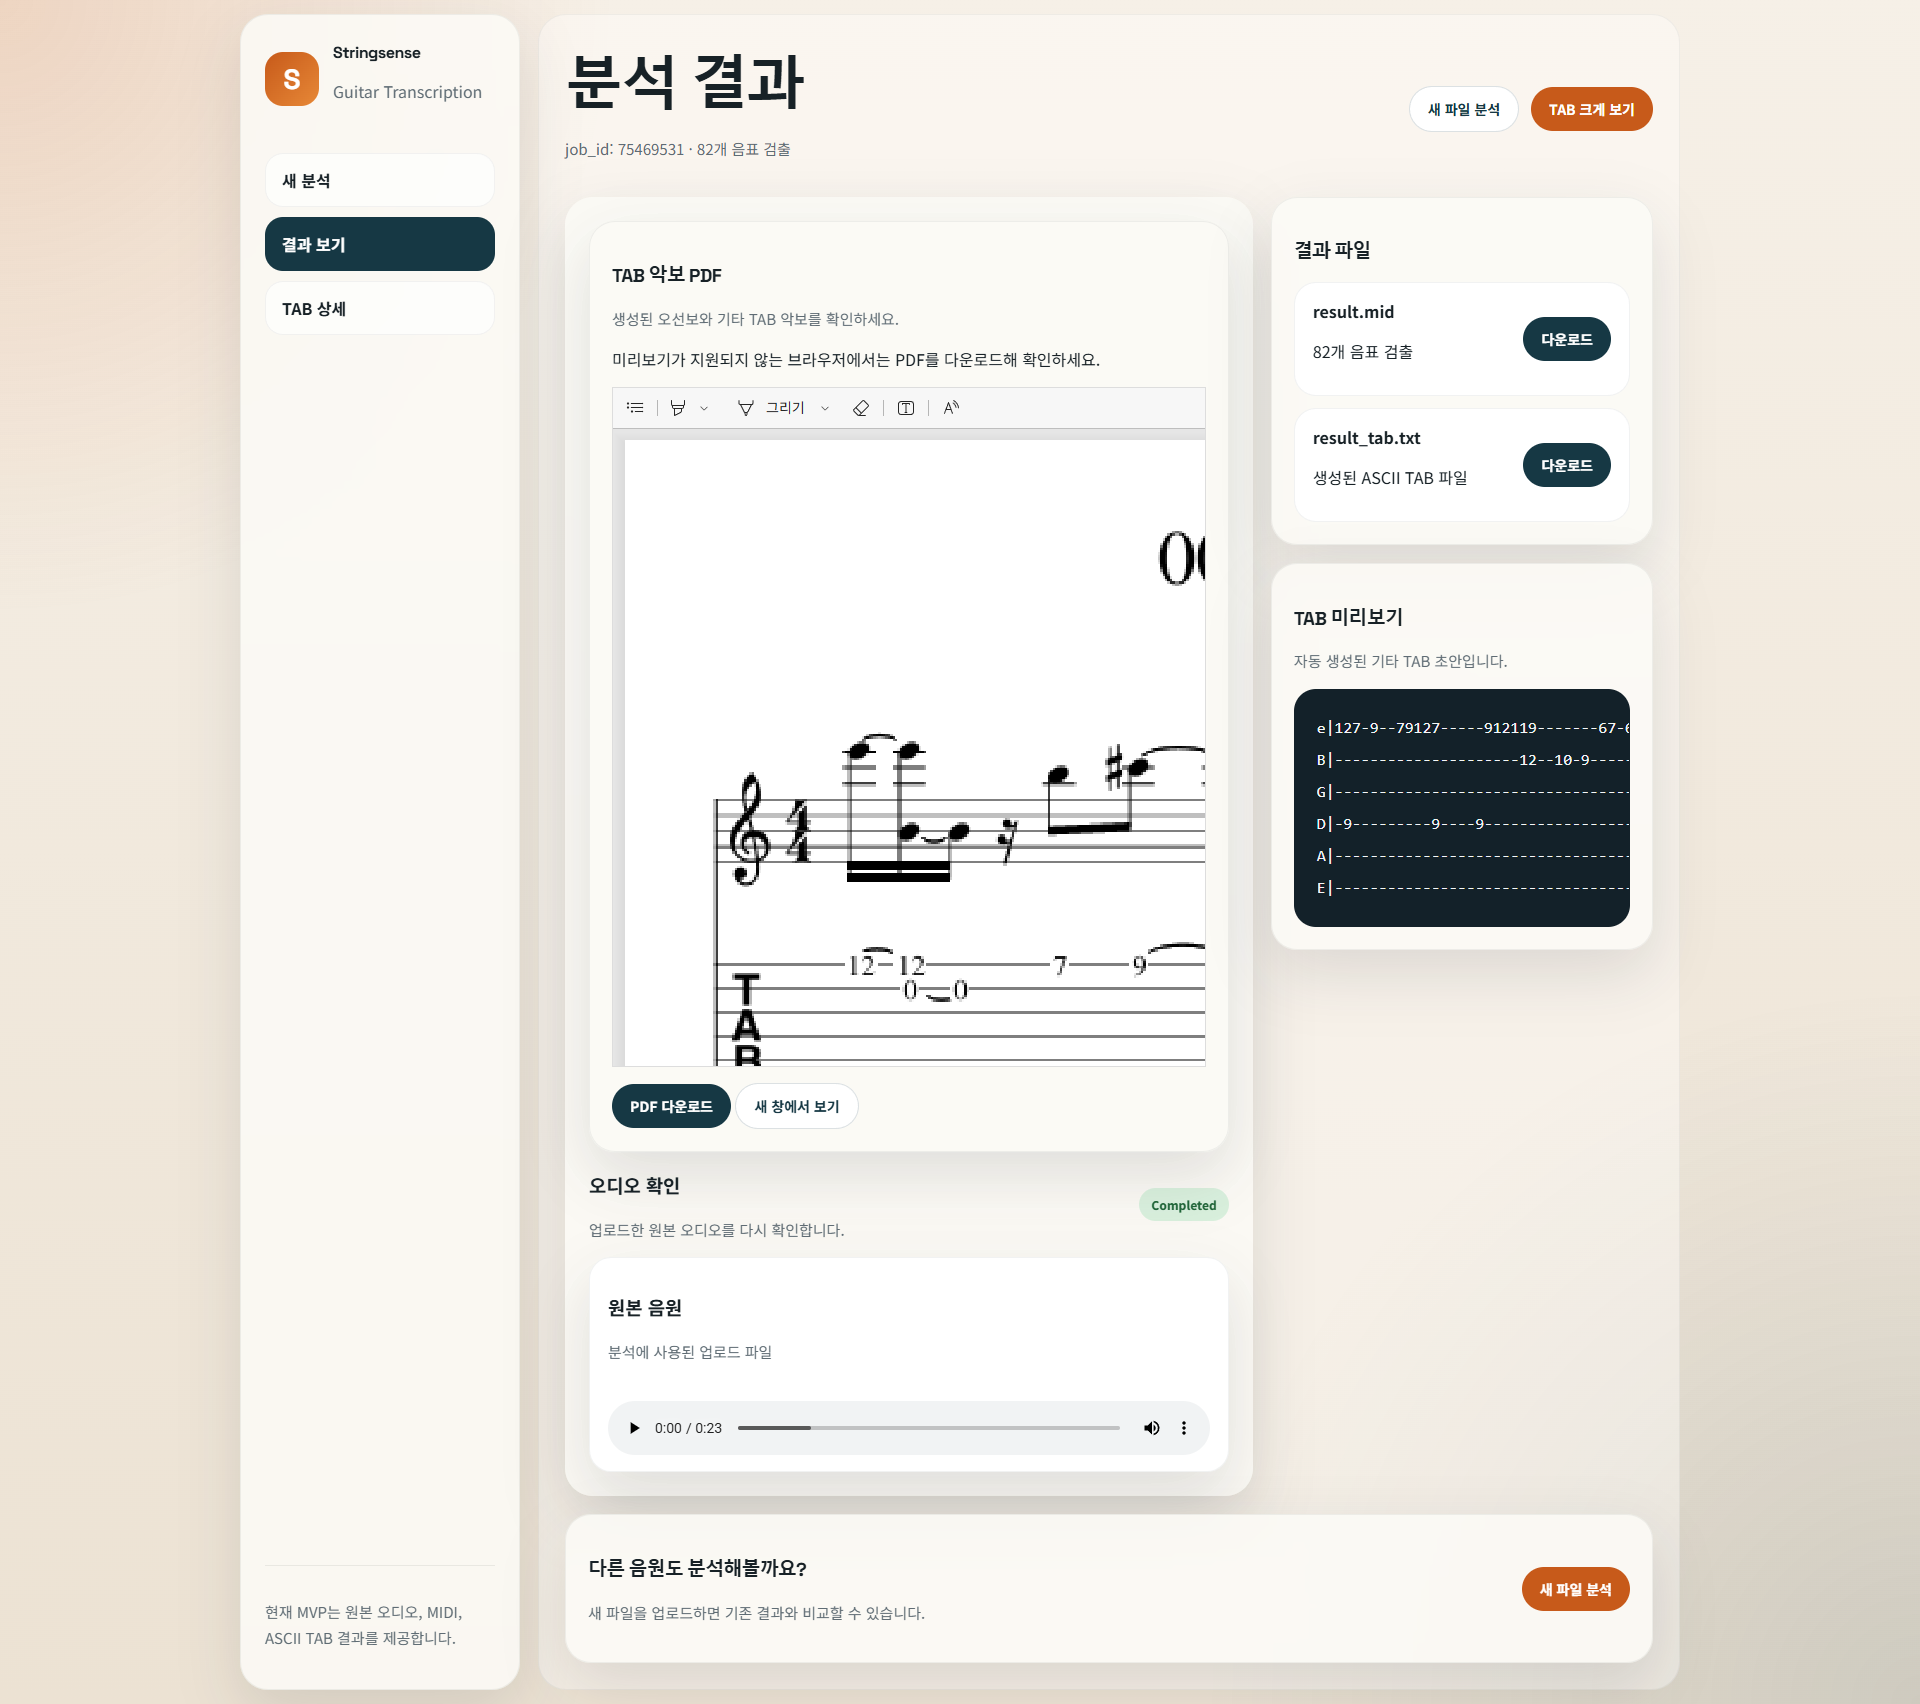 S
Stringsense
Guitar Transcription
새 분석
결과 보기
TAB 상세
현재 MVP는 원본 오디오, MIDI,
ASCII TAB 결과를 제공합니다.
분석 결과
job_id: 75469531 · 82개 음표 검출
새 파일 분석
TAB 크게 보기
TAB 악보 PDF
생성된 오선보와 기타 TAB 악보를 확인하세요.
미리보기가 지원되지 않는 브라우저에서는 PDF를 다운로드해 확인하세요.
그리기
4
4
12 12 7 9
0 0
T
A
B
PDF 다운로드
새 창에서 보기
오디오 확인
업로드한 원본 오디오를 다시 확인합니다.
Completed
원본 음원
분석에 사용된 업로드 파일
0:00 / 0:23
결과 파일
result.mid
82개 음표 검출
다운로드
result_tab.txt
생성된 ASCII TAB 파일
다운로드
TAB 미리보기
자동 생성된 기타 TAB 초안입니다.
e|127-9--79127-----912119-------67-
B|---------------------12--10-9-----
G|----------------------------------
D|-9---------9----9-----------------
A|----------------------------------
E|----------------------------------
다른 음원도 분석해볼까요?
새 파일을 업로드하면 기존 결과와 비교할 수 있습니다.
새 파일 분석